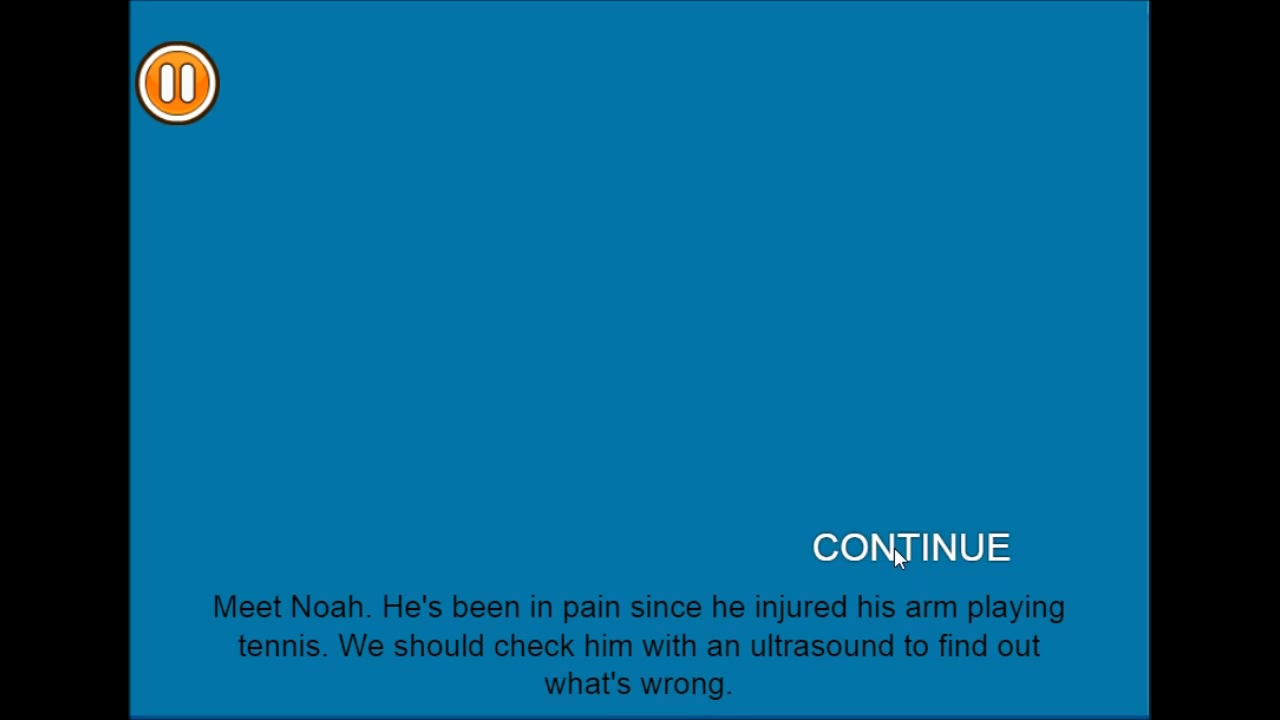 CONTINUE
Meet Noah. He's been in pain since he injured his arm playing
tennis. We should check him with an ultrasound to find out
what's wrong.